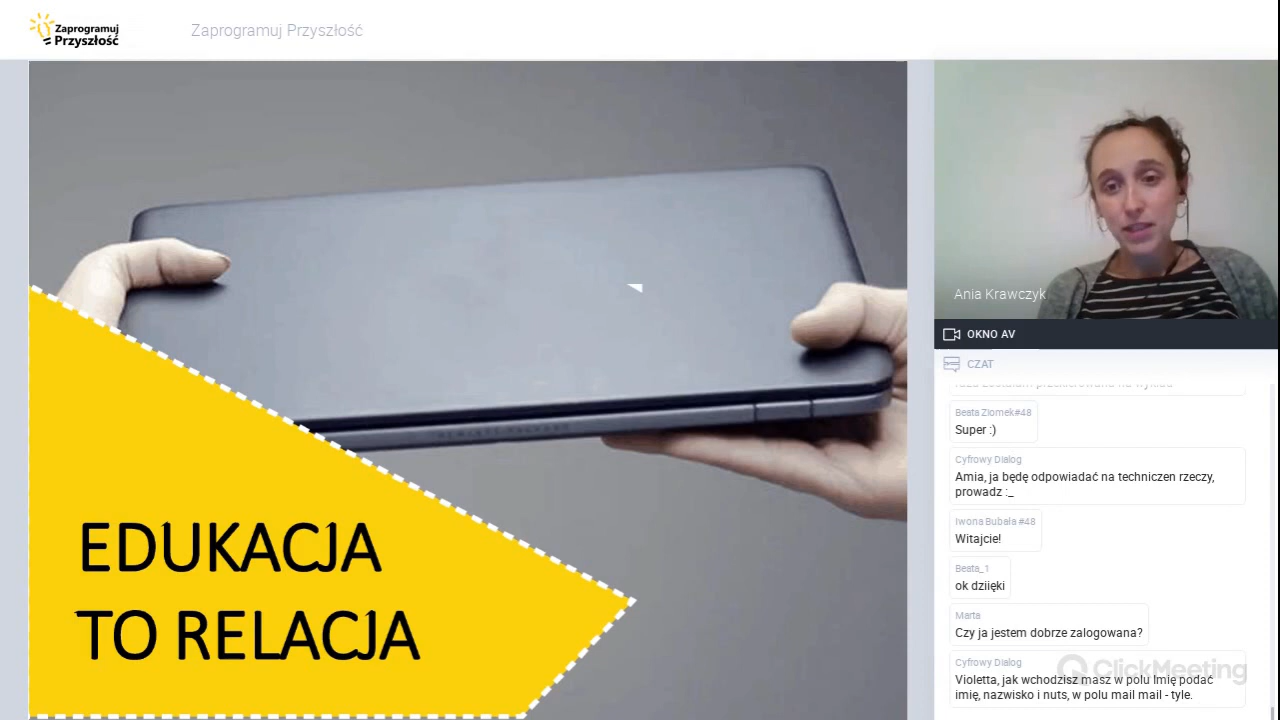 Zaprogramuj
Przyszłość
Zaprogramuj Przyszłość
EDUKACJA
TO RELACJA
Ania Krawczyk
OKNO AV
CZAT
Beata Ziomek#48
Super :)
Cyfrowy Dialog
Amia, ja będę odpowiadać na techniczen rzeczy,
prowadz :_
Iwona Bubała #48
Witajcie!
Beata_1
ok dziięki
Marta
Czy ja jestem dobrze zalogowana?
Cyfrowy Dialog
Violetta, jak wchodzisz masz w polu Imię podać
imię, nazwisko i nuts, w polu mail mail - tyle.
ClickMeeting